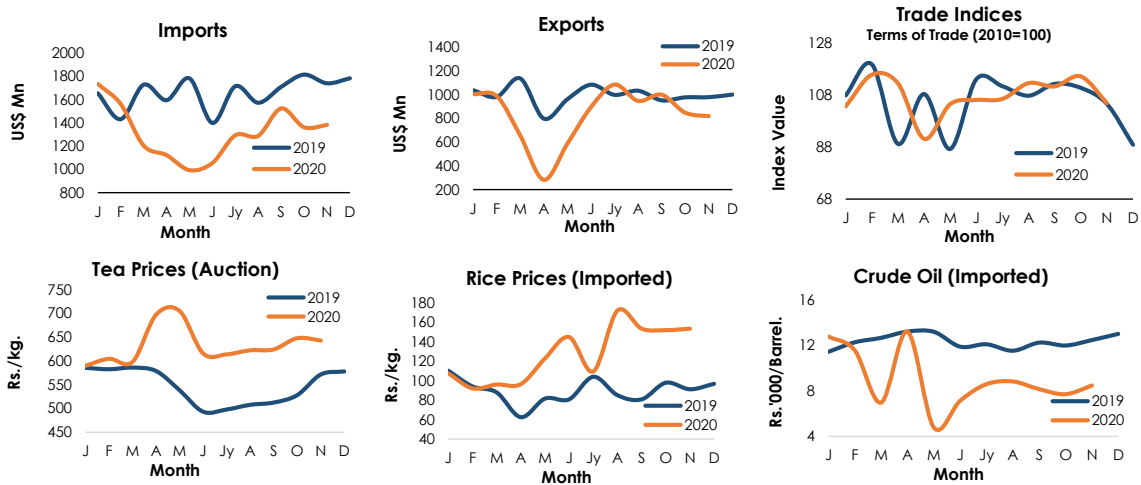 Imports
US$ Mn
2000
1800
1600
1400
1200
1000
800
2019
2020
J F M A M J Jy A S O N D
Month
Exports
US$ Mn
1400
1200
1000
800
600
400
200
2019
2020
J F M A M J Jy A S O N D
Month
Trade Indices
Terms of Trade (2010=100)
Index Value
128
108
88
68
2019
2020
J F M A M J Jy A S O N D
Month
Tea Prices (Auction)
Rs./kg.
750
700
650
600
550
500
450
2019
2020
J F M A M J Jy A S O N D
Month
Rice Prices (Imported)
Rs./kg.
180
160
140
120
100
80
60
40
2019
2020
J F M A M J Jy A S O N D
Month
Crude Oil (Imported)
Rs.'000/Barrel.
16
12
8
4
2019
2020
J F M A M J Jy A S O N D
Month